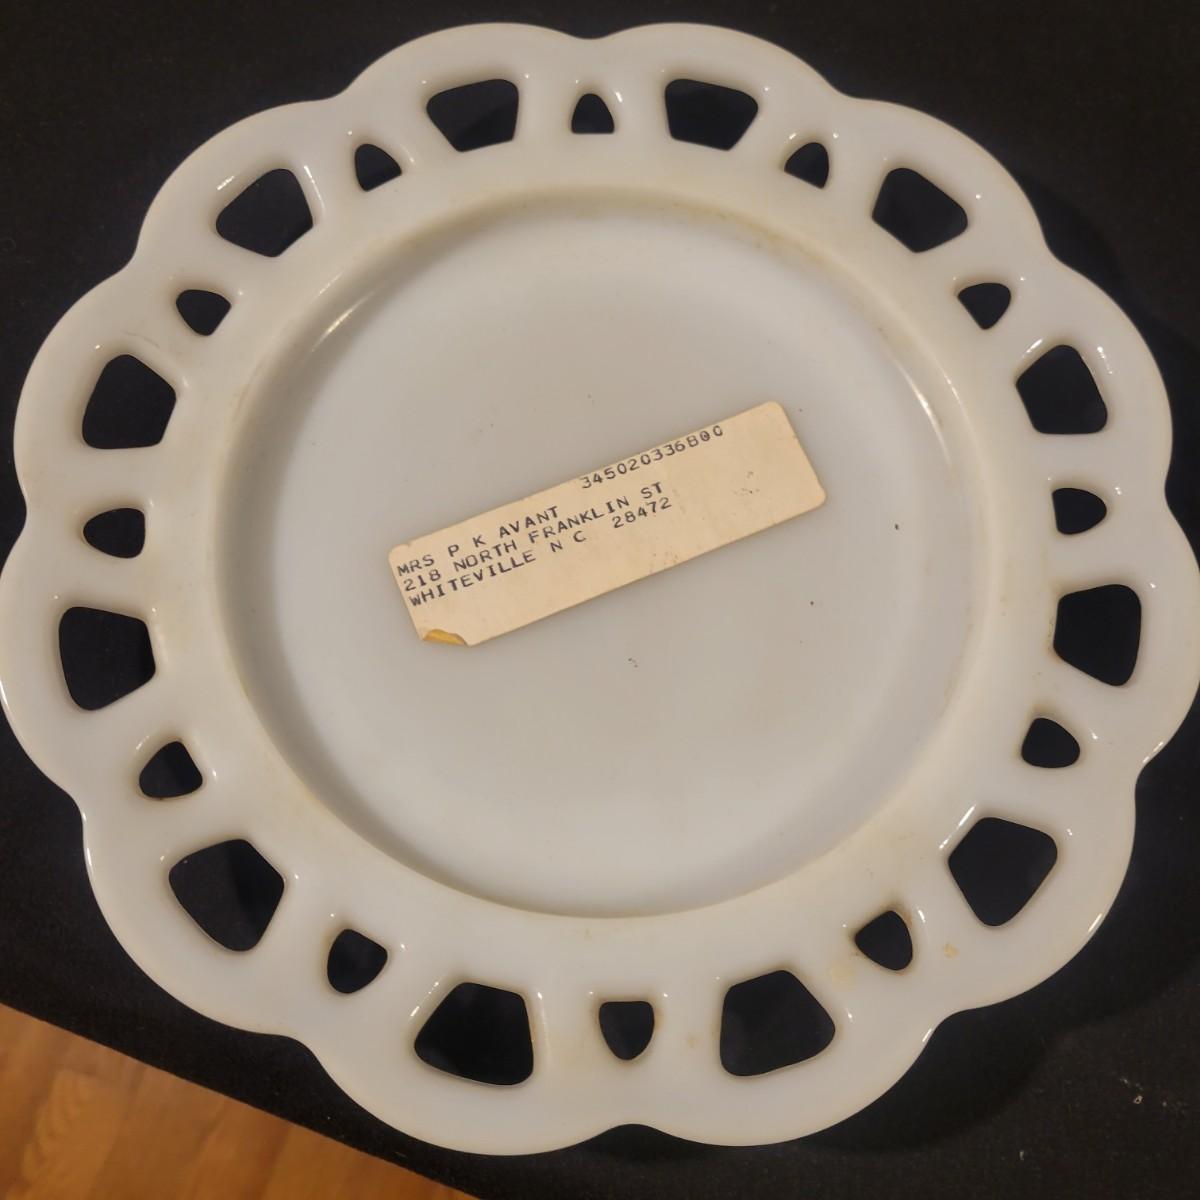 345020336B00
MRS P K AVANT
218 NORTH FRANKLIN ST
WHITEVILLE N C 28472